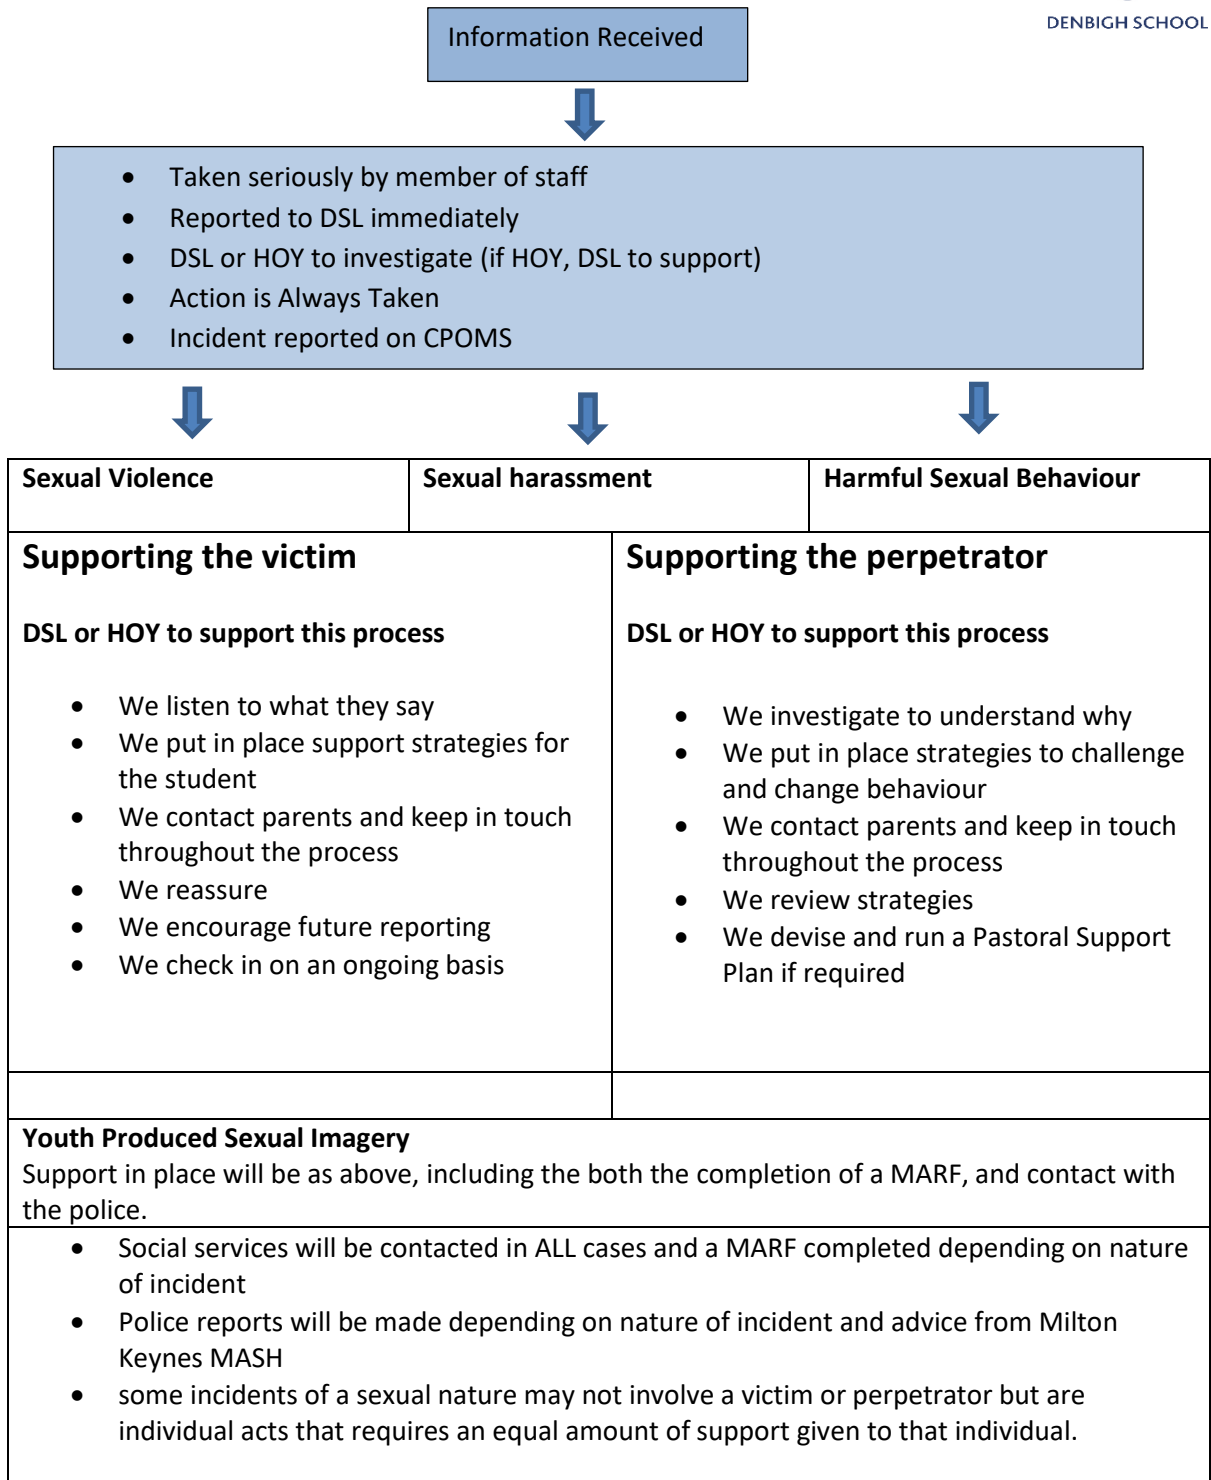 DENBIGH SCHOOL
Information Received
• Taken seriously by member of staff
• Reported to DSL immediately
• DSL or HOY to investigate (if HOY, DSL to support)
• Action is Always Taken
• Incident reported on CPOMS
Sexual Violence
Sexual harassment
Harmful Sexual Behaviour
Supporting the victim
DSL or HOY to support this process
• We listen to what they say
• We put in place support strategies for
the student
• We contact parents and keep in touch
throughout the process
• We reassure
• We encourage future reporting
• We check in on an ongoing basis
Supporting the perpetrator
DSL or HOY to support this process
• We investigate to understand why
• We put in place strategies to challenge
and change behaviour
• We contact parents and keep in touch
throughout the process
• We review strategies
• We devise and run a Pastoral Support
Plan if required
Youth Produced Sexual Imagery
Support in place will be as above, including the both the completion of a MARF, and contact with
the police.
• Social services will be contacted in ALL cases and a MARF completed depending on nature
of incident
• Police reports will be made depending on nature of incident and advice from Milton
Keynes MASH
• some incidents of a sexual nature may not involve a victim or perpetrator but are
individual acts that requires an equal amount of support given to that individual.